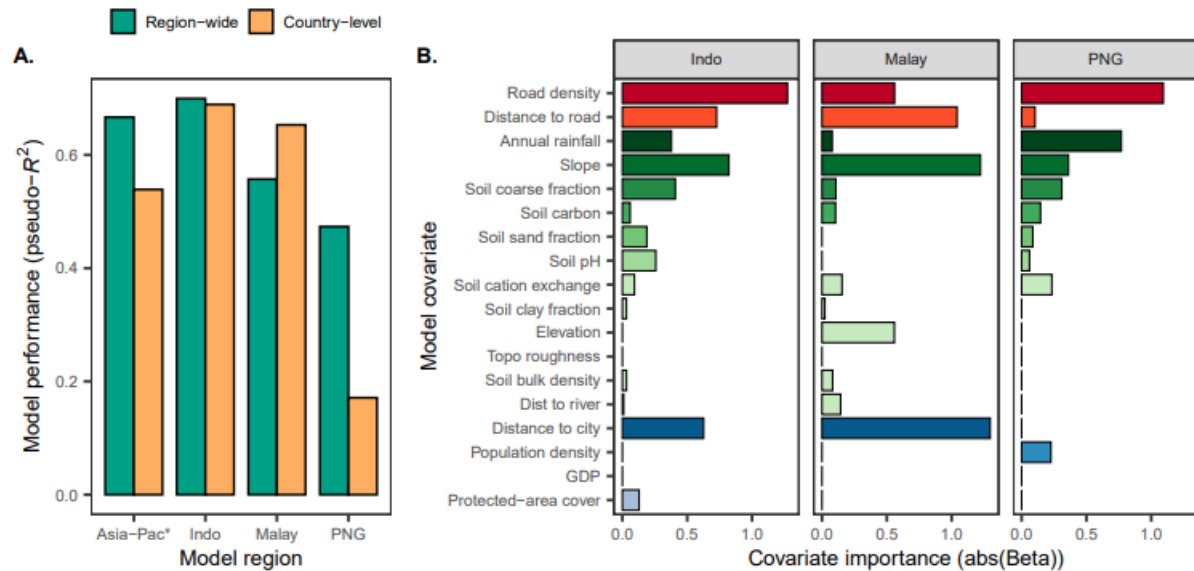 Region−wide
Country−level
A.
Model performance (pseudo−R²)
0.6
0.4
0.2
0.0
Asia−Pac*
Indo
Malay
PNG
Model region
B.
Indo
Malay
PNG
Model covariate
Road density
Distance to road
Annual rainfall
Slope
Soil coarse fraction
Soil carbon
Soil sand fraction
Soil pH
Soil cation exchange
Soil clay fraction
Elevation
Topo roughness
Soil bulk density
Dist to river
Distance to city
Population density
GDP
Protected−area cover
0.0
0.5
1.0
0.0
0.5
1.0
0.0
0.5
1.0
Covariate importance (abs(Beta))